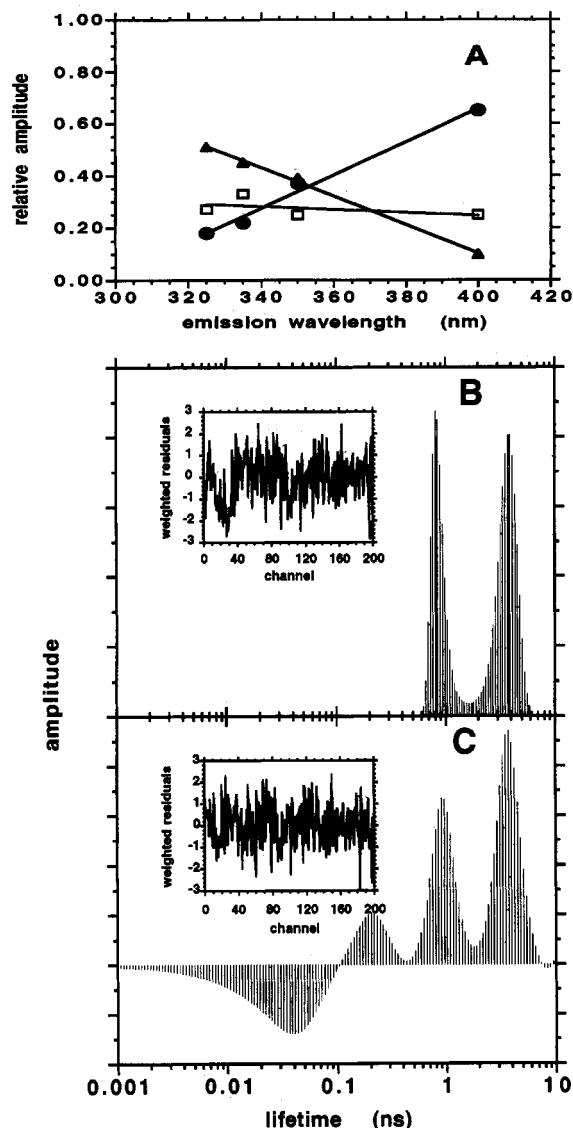 A
relative amplitude
1.00
0.80
0.60
0.40
0.20
0.00
300 320 340 360 380 400 420
emission wavelength (nm)
B
weighted residuals
3
2
1
0
-1
-2
-3
0 40 80 120 160 200
channel
amplitude
C
weighted residuals
3
2
1
0
-1
-2
-3
0 40 80 120 160 200
channel
0.001 0.01 0.1 1 10
lifetime (ns)